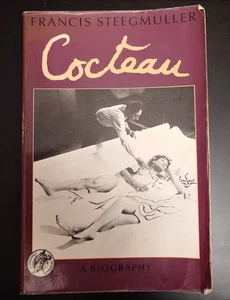 FRANCIS STEEGMULLER
Cocteau
A BIOGRAPHY